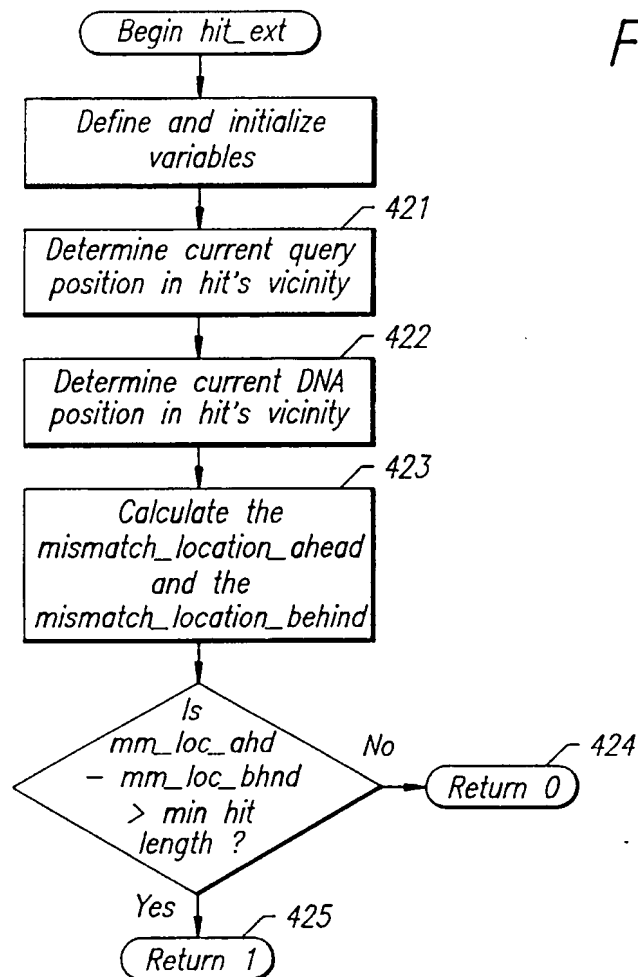 Begin hit_ext
F
Define and initialize
variables
421
Determine current query
position in hit's vicinity
422
Determine current DNA
position in hit's vicinity
423
Calculate the
mismatch_location_ahead
and the
mismatch_location_behind
Is
mm_loc_ahd
– mm_loc_bhnd
> min hit
length ?
No
424
Return 0
Yes
425
Return 1